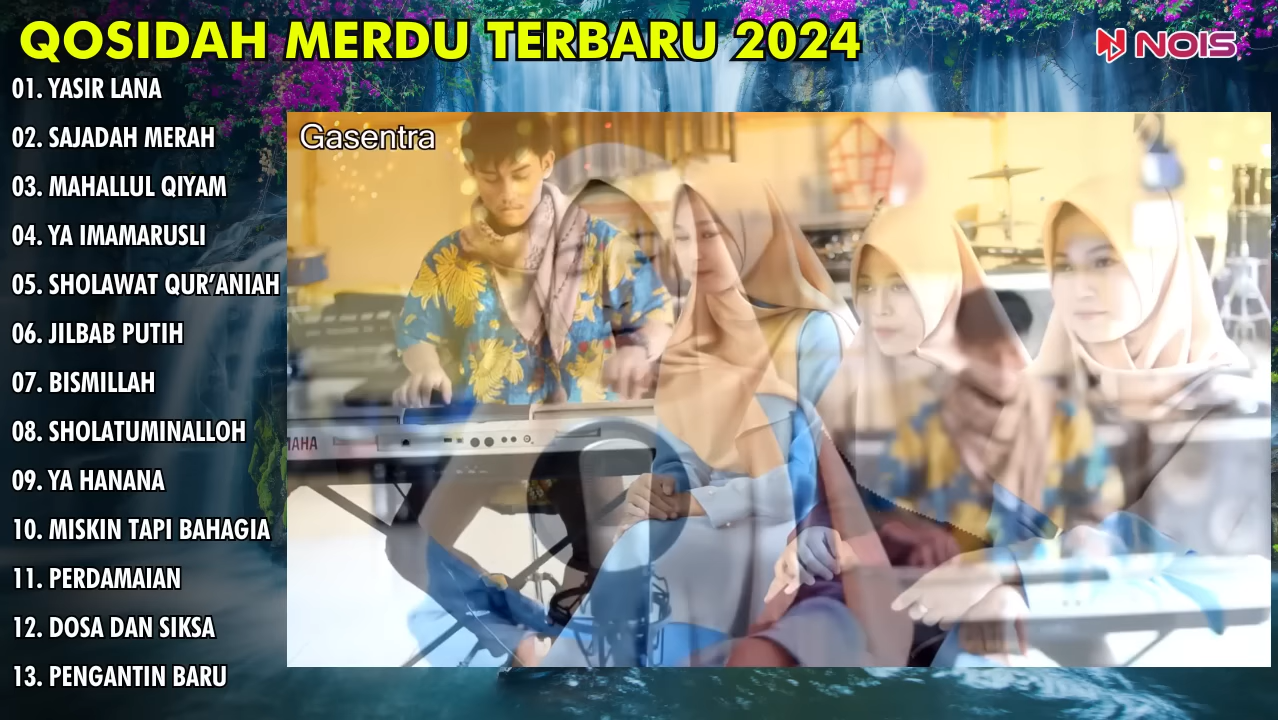 QOSIDAH MERDU TERBARU 2024
NOIS
01. YASIR LANA
Gasentra
02. SAJADAH MERAH
03. MAHALLUL QIYAM
04. YA IMAMARUSLI
05. SHOLAWAT QUR’ANIAH
06. JILBAB PUTIH
07. BISMILLAH
08. SHOLATUMINALLOH
09. YA HANANA
10. MISKIN TAPI BAHAGIA
11. PERDAMAIAN
12. DOSA DAN SIKSA
13. PENGANTIN BARU